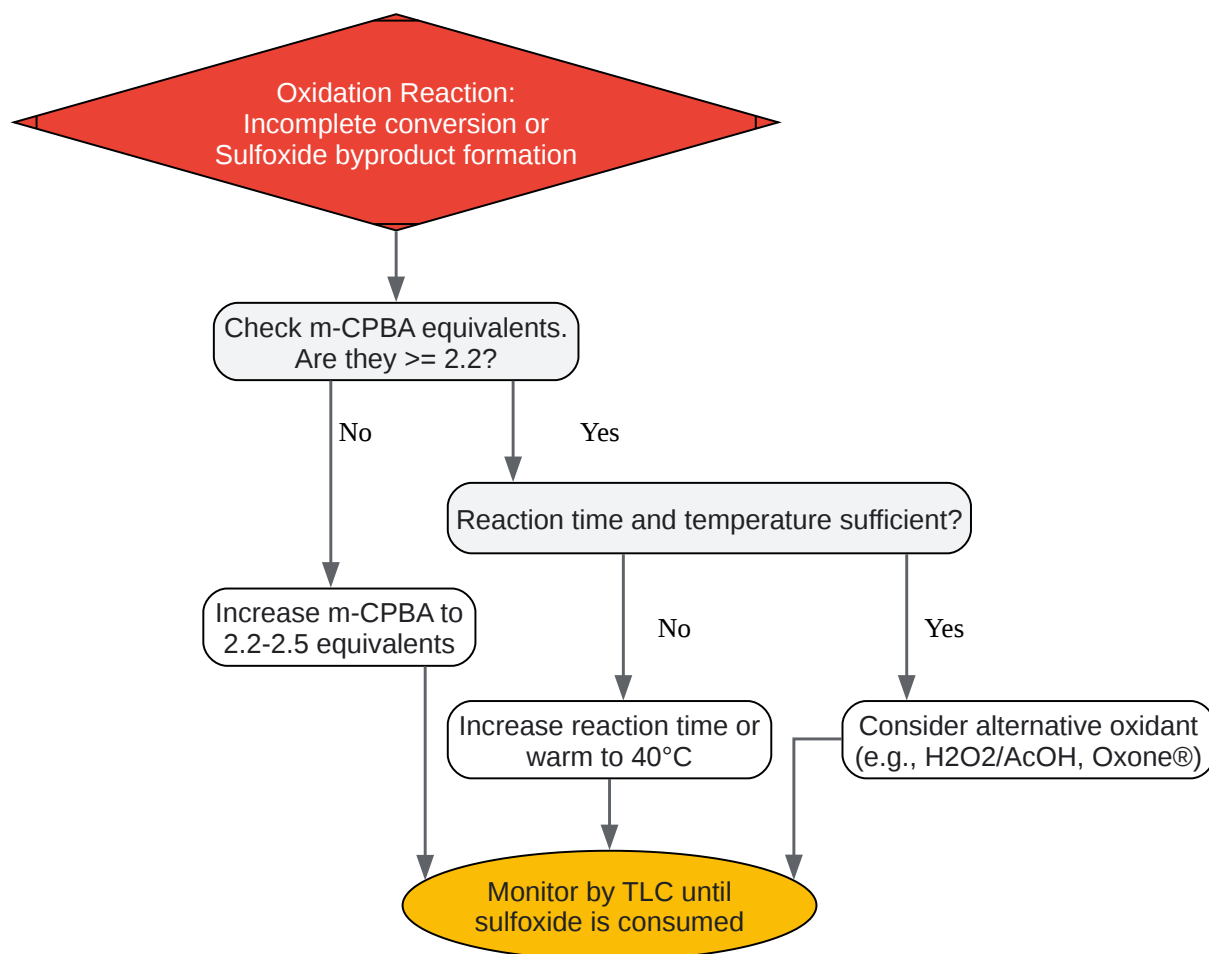 Oxidation Reaction:
Incomplete conversion or
Sulfoxide byproduct formation
Check m-CPBA equivalents.
Are they >= 2.2?
No
Yes
Reaction time and temperature sufficient?
Increase m-CPBA to
2.2-2.5 equivalents
No
Yes
Increase reaction time or
warm to 40°C
Consider alternative oxidant
(e.g., H2O2/AcOH, Oxone®)
Monitor by TLC until
sulfoxide is consumed